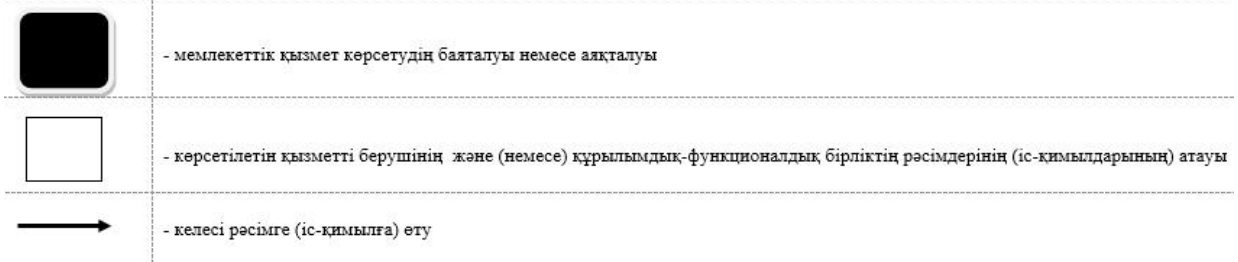 - мемлекеттік қызмет көрсетудің баяталуы немесе аяқталуы
- көрсетілетін қызметті берушінің және (немесе) құрылымдық-функционалдық бірліктің рәсімдерінің (іс-қимылдарының) атауы
- келесі рәсімге (іс-қимылға) өту